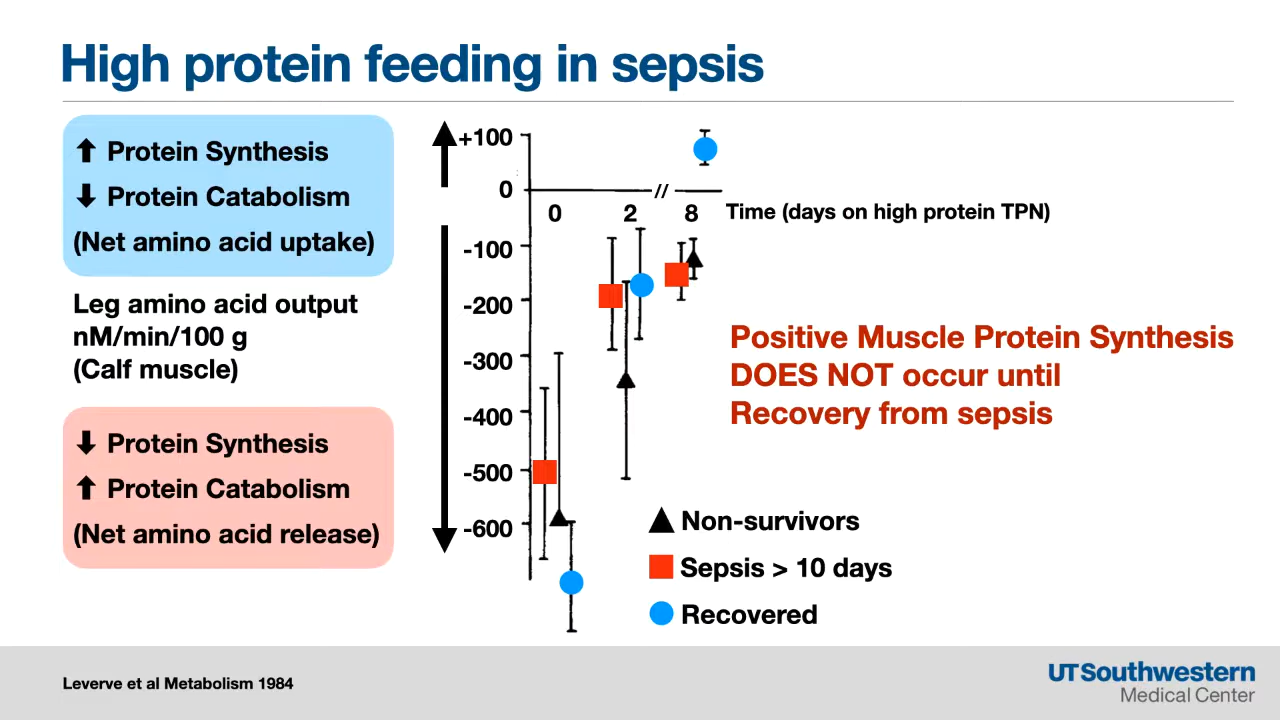 High protein feeding in sepsis
↑ Protein Synthesis
↓ Protein Catabolism
(Net amino acid uptake)
Leg amino acid output
nM/min/100 g
(Calf muscle)
↓ Protein Synthesis
↑ Protein Catabolism
(Net amino acid release)
+100
0
-100
-200
-300
-400
-500
-600
//
0 2 8 Time (days on high protein TPN)
Positive Muscle Protein Synthesis
DOES NOT occur until
Recovery from sepsis
Non-survivors
Sepsis > 10 days
Recovered
Leverve et al Metabolism 1984
UTSouthwestern
Medical Center